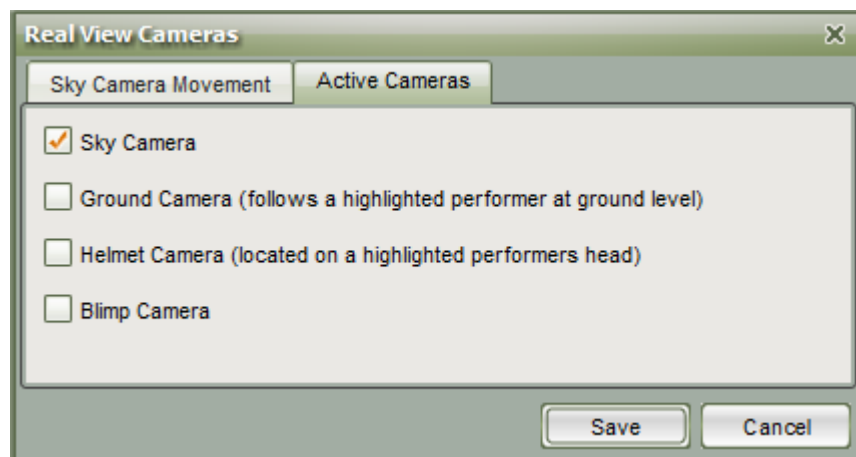 Real View Cameras
Sky Camera Movement
Active Cameras
Sky Camera
Ground Camera (follows a highlighted performer at ground level)
Helmet Camera (located on a highlighted performers head)
Blimp Camera
Save
Cancel